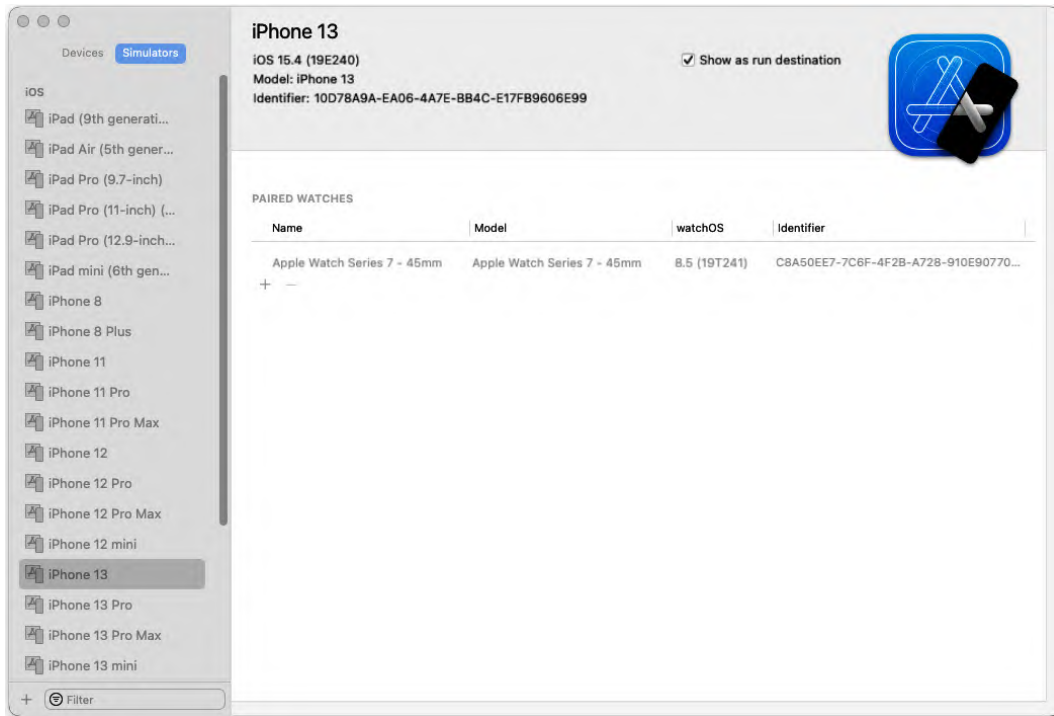 Devices Simulators
iOS
iPad (9th generati...
iPad Air (5th gener...
iPad Pro (9.7-inch)
iPad Pro (11-inch) (...
iPad Pro (12.9-inch...
iPad mini (6th gen...
iPhone 8
iPhone 8 Plus
iPhone 11
iPhone 11 Pro
iPhone 11 Pro Max
iPhone 12
iPhone 12 Pro
iPhone 12 Pro Max
iPhone 12 mini
iPhone 13
iPhone 13 Pro
iPhone 13 Pro Max
iPhone 13 mini
+ Filter
iPhone 13
iOS 15.4 (19E240)
Model: iPhone 13
Identifier: 10D78A9A-EA06-4A7E-BB4C-E17FB9606E99
Show as run destination
PAIRED WATCHES
Name Model watchOS Identifier
Apple Watch Series 7 - 45mm Apple Watch Series 7 - 45mm 8.5 (19T241) C8A50EE7-7C6F-4F2B-A728-910E90770...
+ −